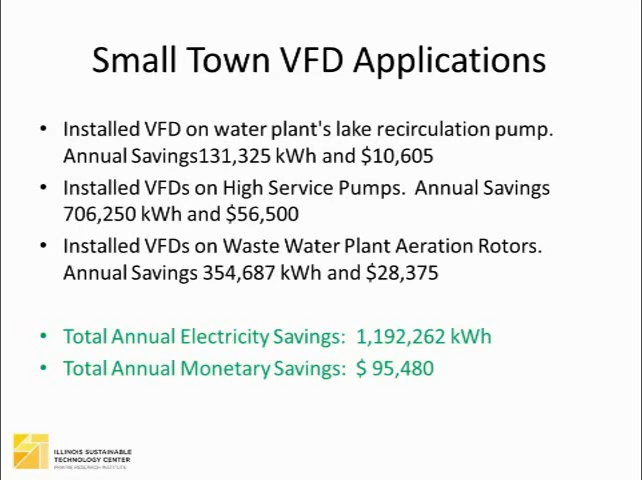 Small Town VFD Applications
• Installed VFD on water plant's lake recirculation pump.
Annual Savings131,325 kWh and $10,605
• Installed VFDs on High Service Pumps. Annual Savings
706,250 kWh and $56,500
• Installed VFDs on Waste Water Plant Aeration Rotors.
Annual Savings 354,687 kWh and $28,375
• Total Annual Electricity Savings: 1,192,262 kWh
• Total Annual Monetary Savings: $ 95,480
ILLINOIS SUSTAINABLE
TECHNOLOGY CENTER
PRAIRIE RESEARCH INSTITUTE